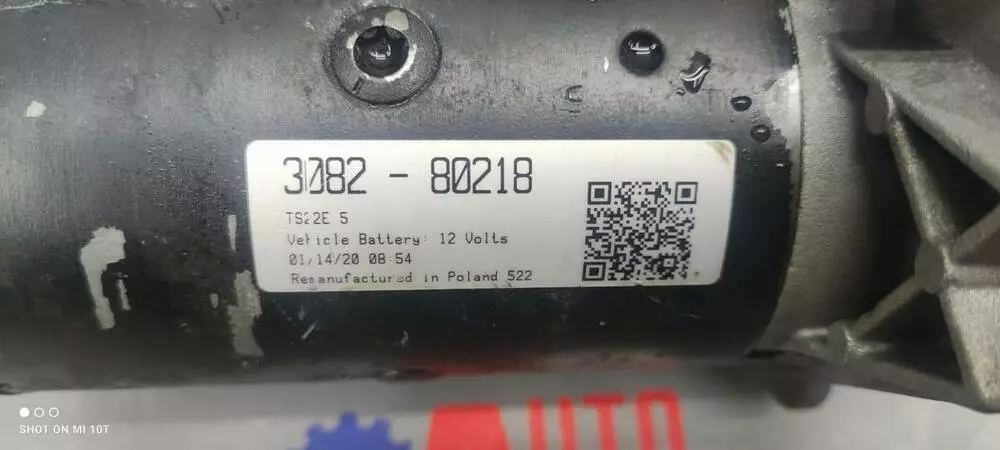 3082 - 80218
TS22E 5
Vehicle Battery: 12 Volts
01/14/20 08:54
Remanufactured in Poland 522
AUTO
SHOT ON MI 10T